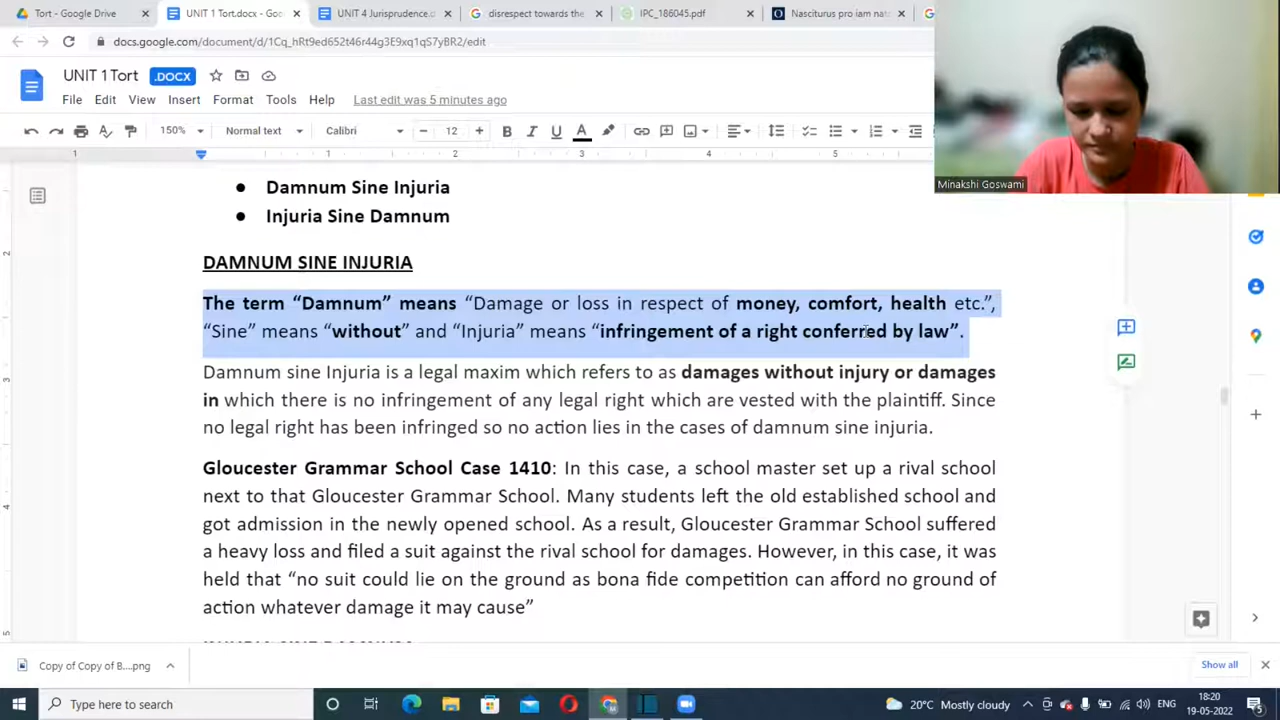 Tort - Google Drive
UNIT 1 Tort.docx - Goo
UNIT 4 Jurisprudence.d
disrespect towards the
IPC_186045.pdf
Nasciturus pro iam nat
docs.google.com/document/d/1Cq_hRt9ed652t46r44g3E9xq1qS7yBR2/edit
UNIT 1 Tort .DOCX
File Edit View Insert Format Tools Help Last edit was 5 minutes ago
150% Normal text Calibri 12
1 1 2 3 4 5
Minakshi Goswami
● Damnum Sine Injuria
● Injuria Sine Damnum
DAMNUM SINE INJURIA
The term “Damnum” means “Damage or loss in respect of money, comfort, health etc.”,
“Sine” means “without” and “Injuria” means “infringement of a right conferred by law”.
Damnum sine Injuria is a legal maxim which refers to as damages without injury or damages
in which there is no infringement of any legal right which are vested with the plaintiff. Since
no legal right has been infringed so no action lies in the cases of damnum sine injuria.
Gloucester Grammar School Case 1410: In this case, a school master set up a rival school
next to that Gloucester Grammar School. Many students left the old established school and
got admission in the newly opened school. As a result, Gloucester Grammar School suffered
a heavy loss and filed a suit against the rival school for damages. However, in this case, it was
held that “no suit could lie on the ground as bona fide competition can afford no ground of
action whatever damage it may cause”
Copy of Copy of B....png
Show all
Type here to search
20°C Mostly cloudy
ENG
18:20
19-05-2022
5